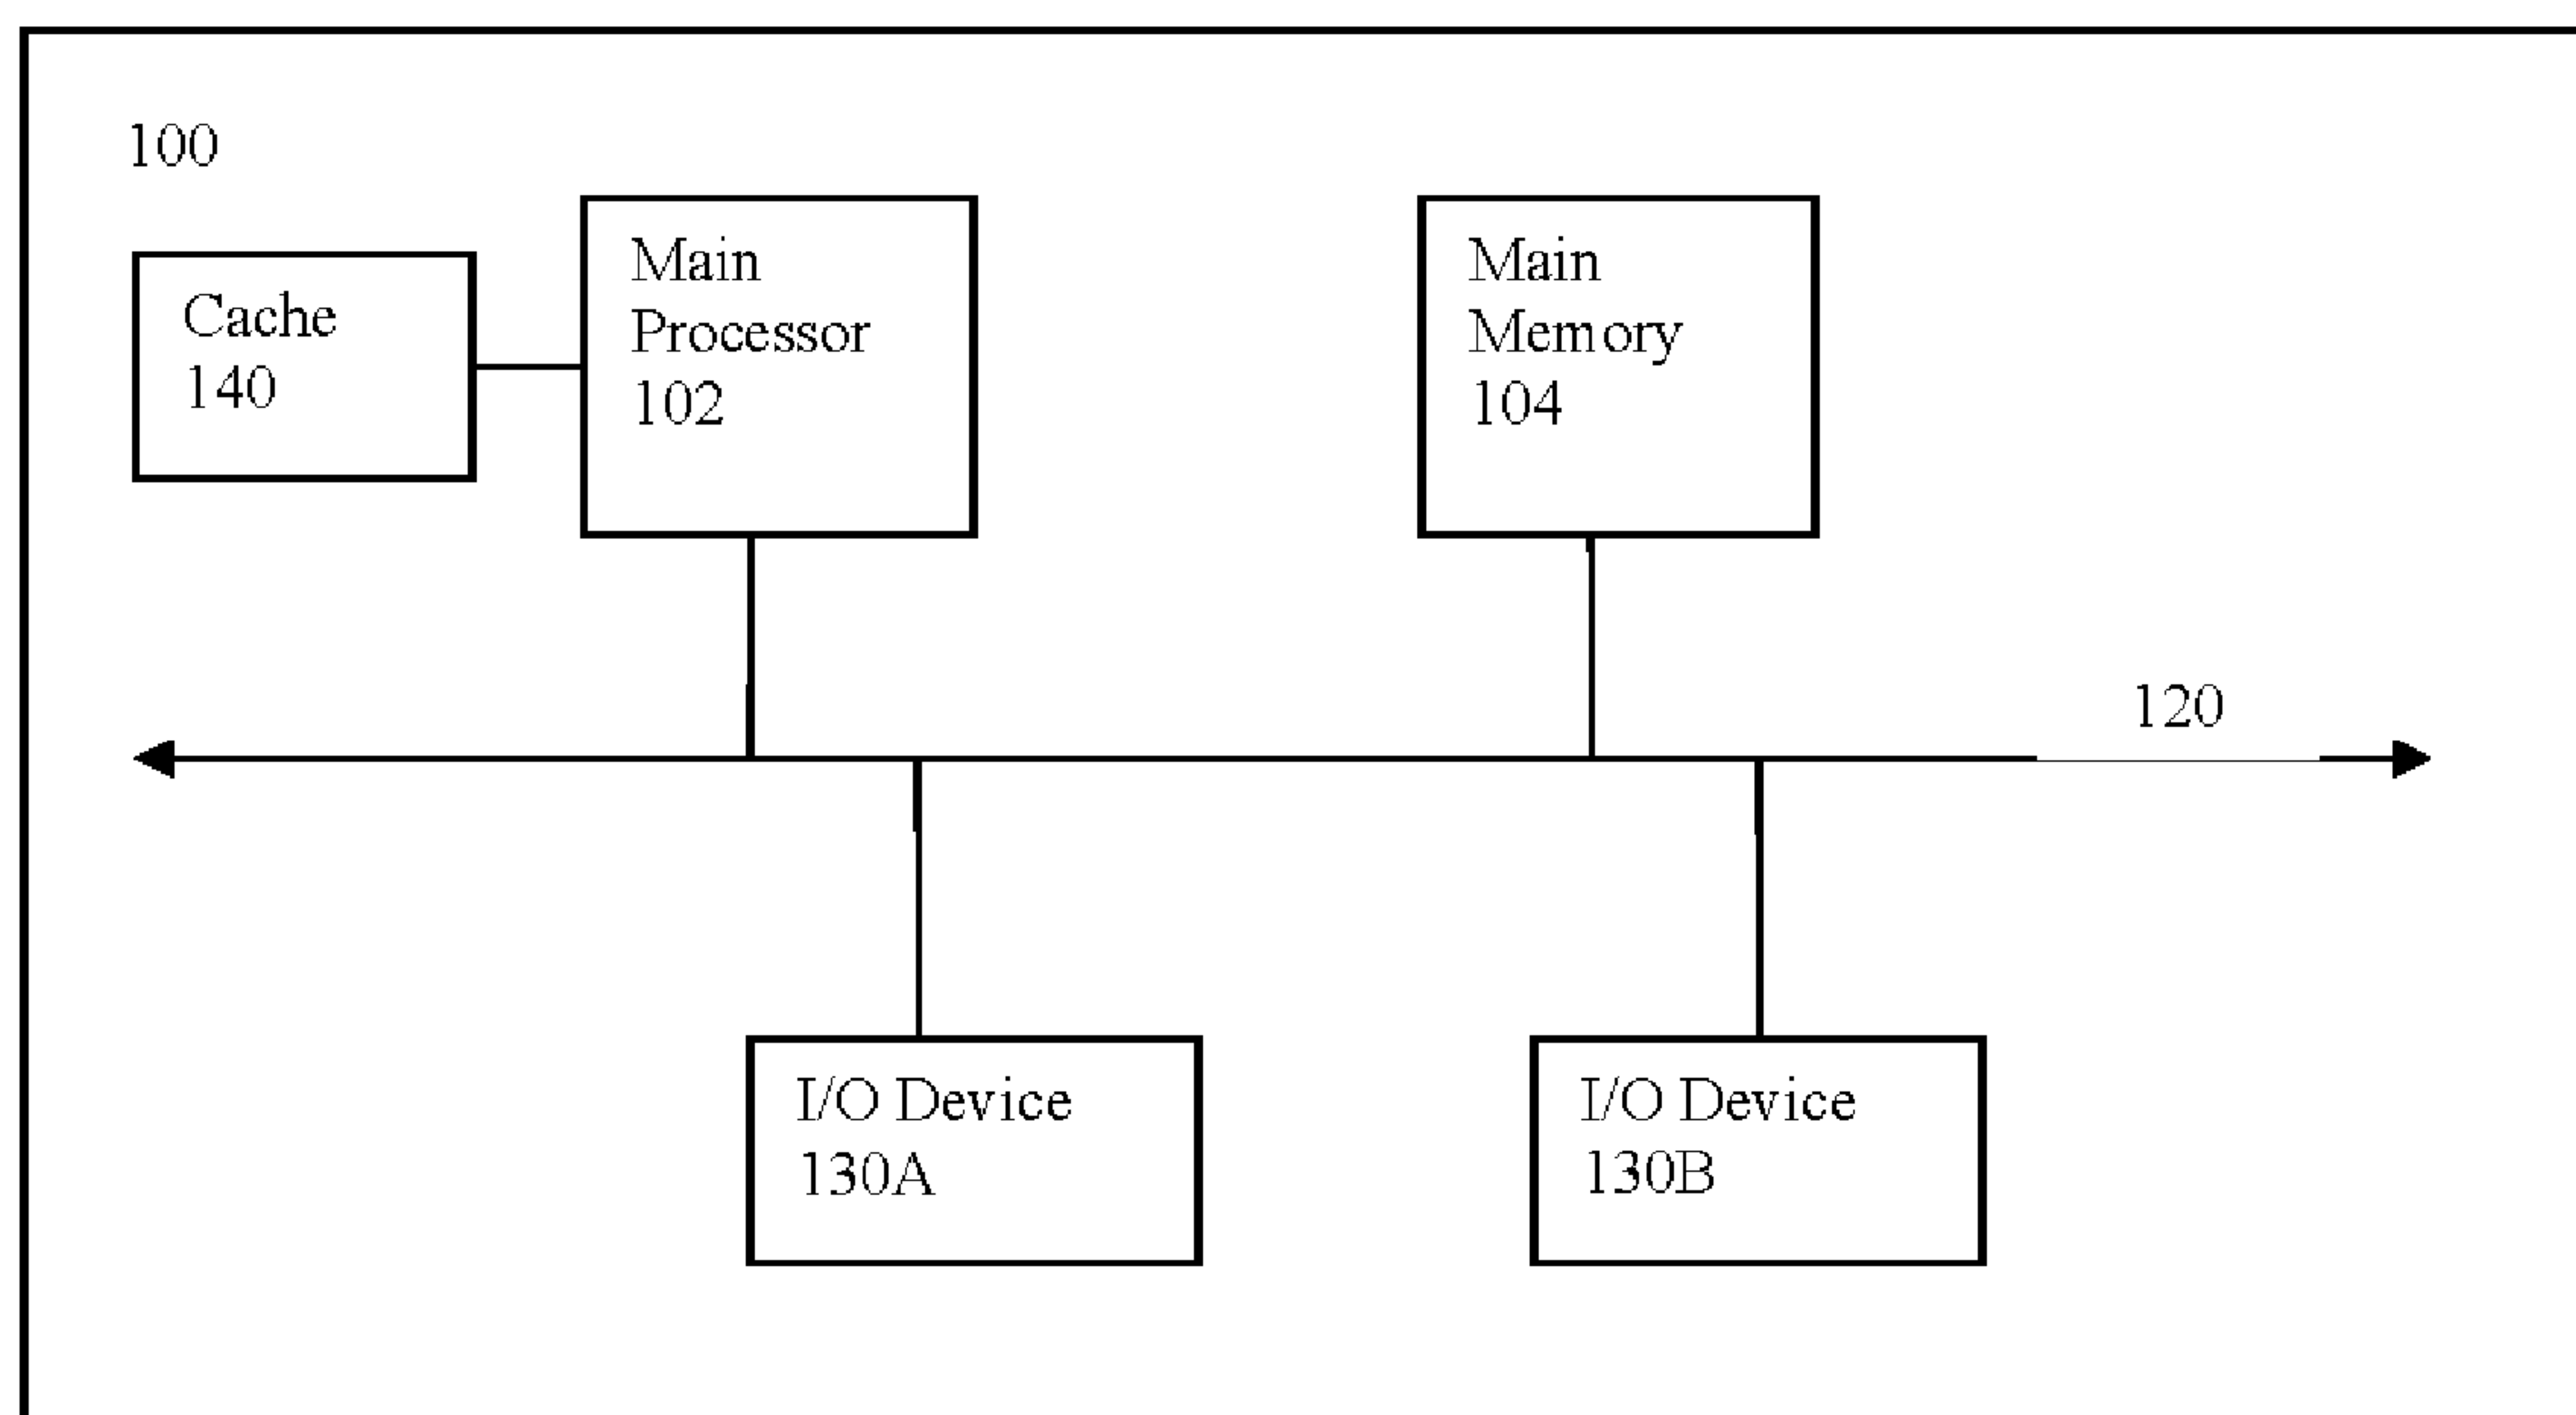 100
Cache
140
Main
Processor
102
Main
Memory
104
120
I/O Device
130A
I/O Device
130B